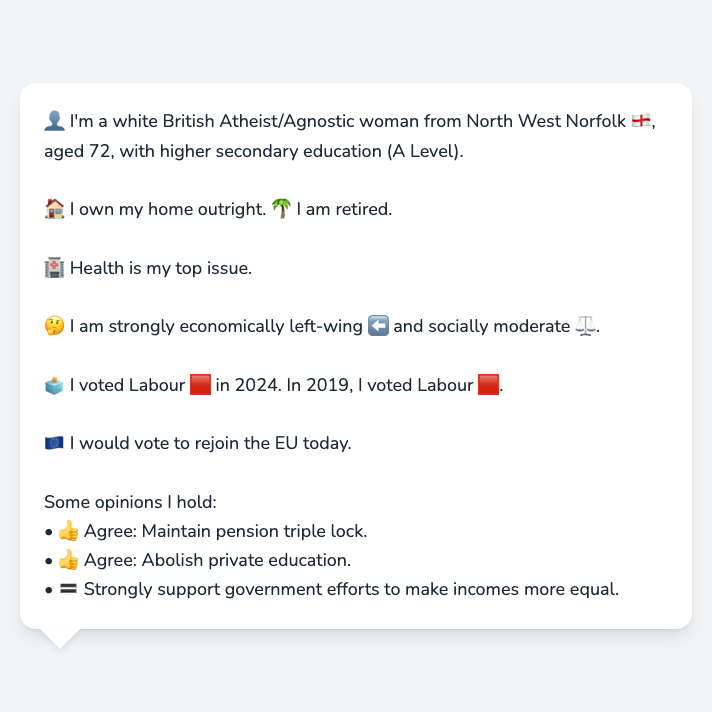 👤 I'm a white British Atheist/Agnostic woman from North West Norfolk 🏴󠁧󠁢󠁥󠁮󠁧󠁿,
aged 72, with higher secondary education (A Level).
🏠 I own my home outright. 🌴 I am retired.
🏥 Health is my top issue.
🤔 I am strongly economically left-wing ⬅️ and socially moderate ⚖️.
🗳️ I voted Labour 🟥 in 2024. In 2019, I voted Labour 🟥.
🇪🇺 I would vote to rejoin the EU today.
Some opinions I hold:
• 👍 Agree: Maintain pension triple lock.
• 👍 Agree: Abolish private education.
• 🟰 Strongly support government efforts to make incomes more equal.